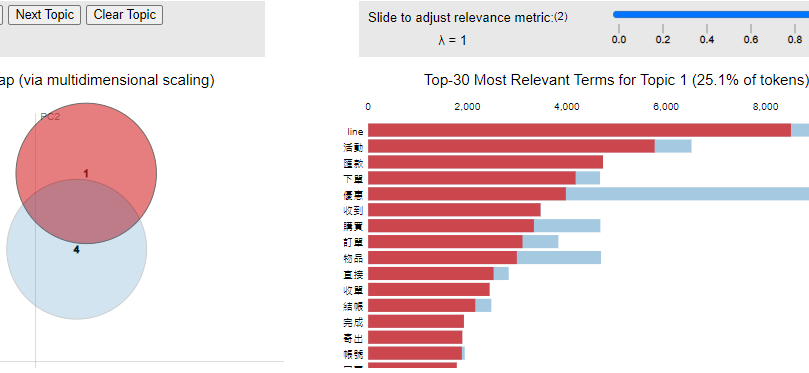 Next Topic
Clear Topic
Slide to adjust relevance metric:(2)
λ = 1
0.0 0.2 0.4 0.6 0.8
ap (via multidimensional scaling)
PC2
1
4
Top-30 Most Relevant Terms for Topic 1 (25.1% of tokens)
0 2,000 4,000 6,000 8,000
line
活動
匯款
下單
優惠
收到
購買
訂單
物品
直接
收單
結帳
完成
寄出
帳號